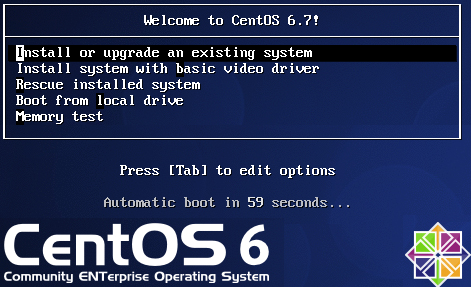 Welcome to CentOS 6.7!
Install or upgrade an existing system
Install system with basic video driver
Rescue installed system
Boot from local drive
Memory test
Press [Tab] to edit options
Automatic boot in 59 seconds...
CentOS 6
Community ENTerprise Operating System